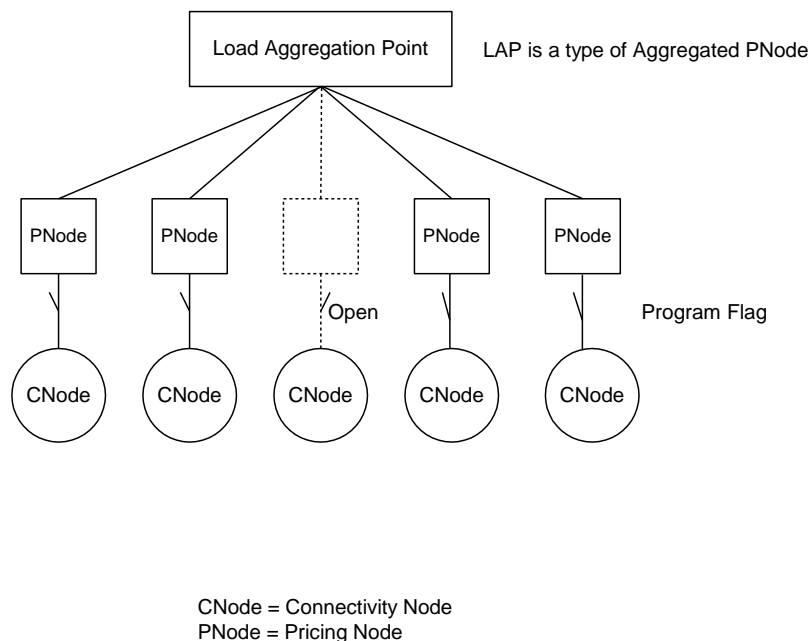 Load Aggregation Point
LAP is a type of Aggregated PNode
PNode
PNode
PNode
PNode
Open
Program Flag
CNode
CNode
CNode
CNode
CNode
CNode = Connectivity Node
PNode = Pricing Node